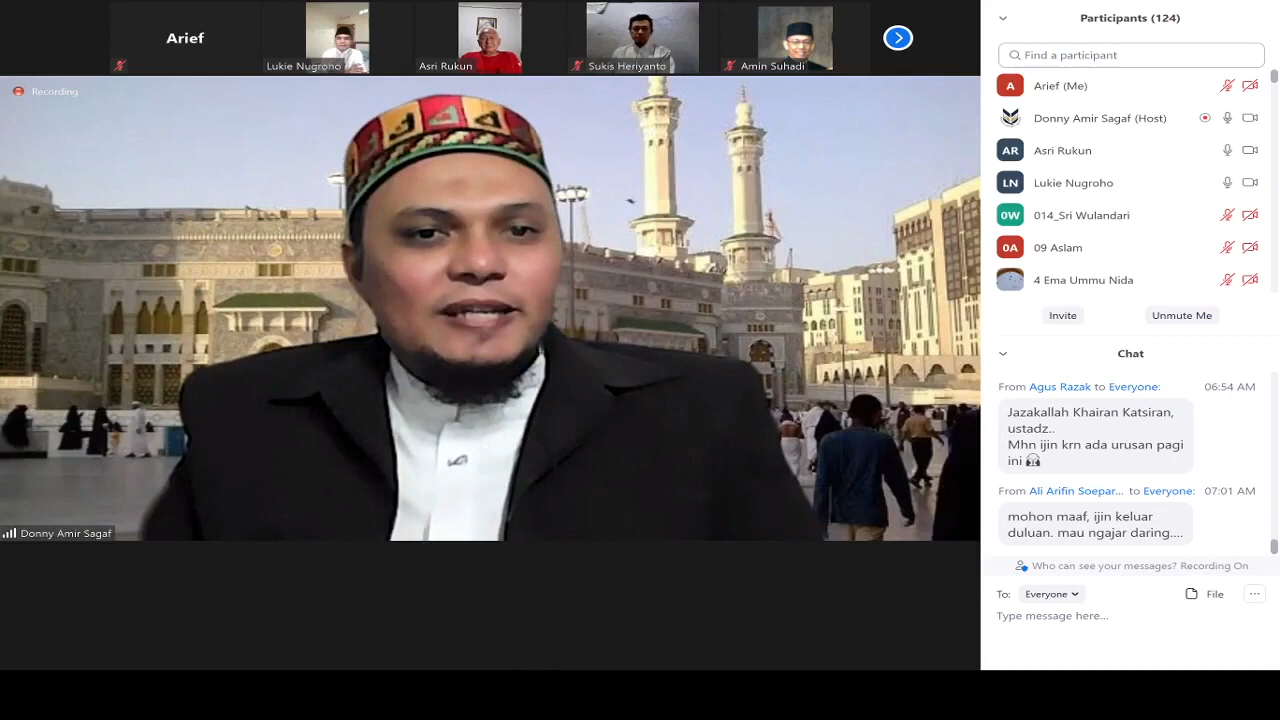 Arief
Lukie Nugroho
Asri Rukun
Sukis Heriyanto
Amin Suhadi
Recording
Donny Amir Sagaf
Participants (124)
Find a participant
A Arief (Me)
Donny Amir Sagaf (Host)
AR Asri Rukun
LN Lukie Nugroho
0W 014_Sri Wulandari
0A 09 Aslam
4 Ema Ummu Nida
Invite Unmute Me
Chat
From Agus Razak to Everyone: 06:54 AM
Jazakallah Khairan Katsiran,
ustadz..
Mhn ijin krn ada urusan pagi
ini
From Ali Arifin Soepar... to Everyone: 07:01 AM
mohon maaf, ijin keluar
duluan. mau ngajar daring....
Who can see your messages? Recording On
To: Everyone File ...
Type message here...